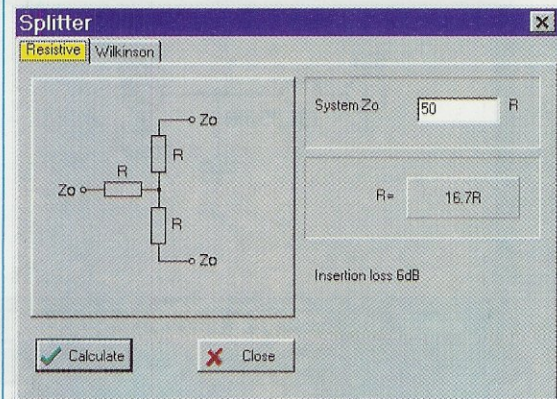 Splitter
Resistive Wilkinson
Zo
R
R
Zo
R
Zo
System Zo 50 R
R= 16.7R
Insertion loss 6dB
Calculate Close